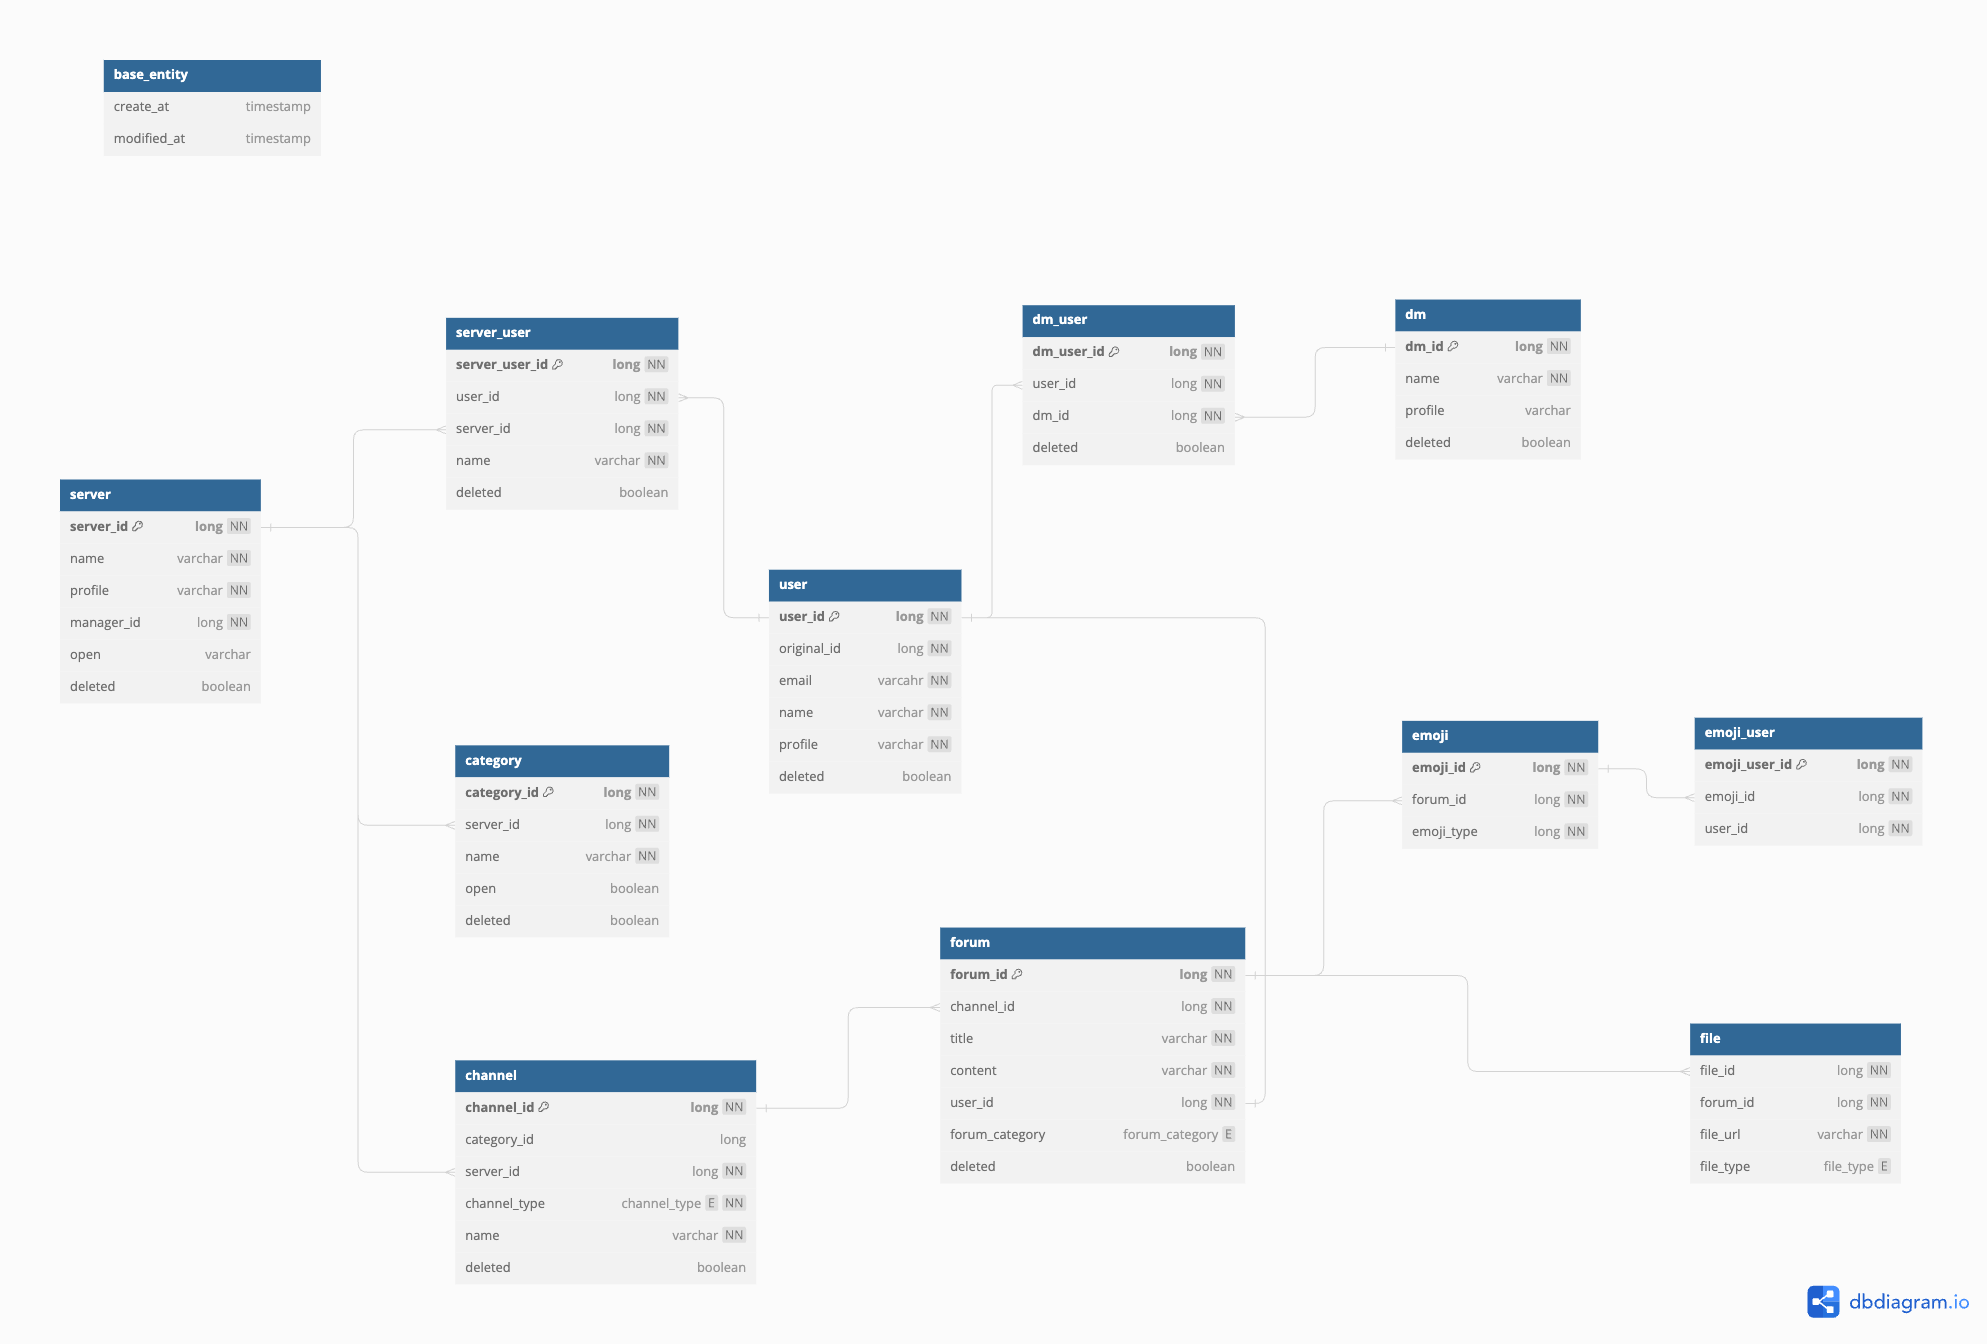 base_entity
create_at timestamp
modified_at timestamp
server_user
server_user_id long NN
user_id long NN
server_id long NN
name varchar NN
deleted boolean
dm_user
dm_user_id long NN
user_id long NN
dm_id long NN
deleted boolean
dm
dm_id long NN
name varchar NN
profile varchar
deleted boolean
server
server_id long NN
name varchar NN
profile varchar NN
manager_id long NN
open varchar
deleted boolean
user
user_id long NN
original_id long NN
email varcahr NN
name varchar NN
profile varchar NN
deleted boolean
category
category_id long NN
server_id long NN
name varchar NN
open boolean
deleted boolean
emoji
emoji_id long NN
forum_id long NN
emoji_type long NN
emoji_user
emoji_user_id long NN
emoji_id long NN
user_id long NN
forum
forum_id long NN
channel_id long NN
title varchar NN
content varchar NN
user_id long NN
forum_category forum_category E
deleted boolean
channel
channel_id long NN
category_id long
server_id long NN
channel_type channel_type E NN
name varchar NN
deleted boolean
file
file_id long NN
forum_id long NN
file_url varchar NN
file_type file_type E
dbdiagram.io